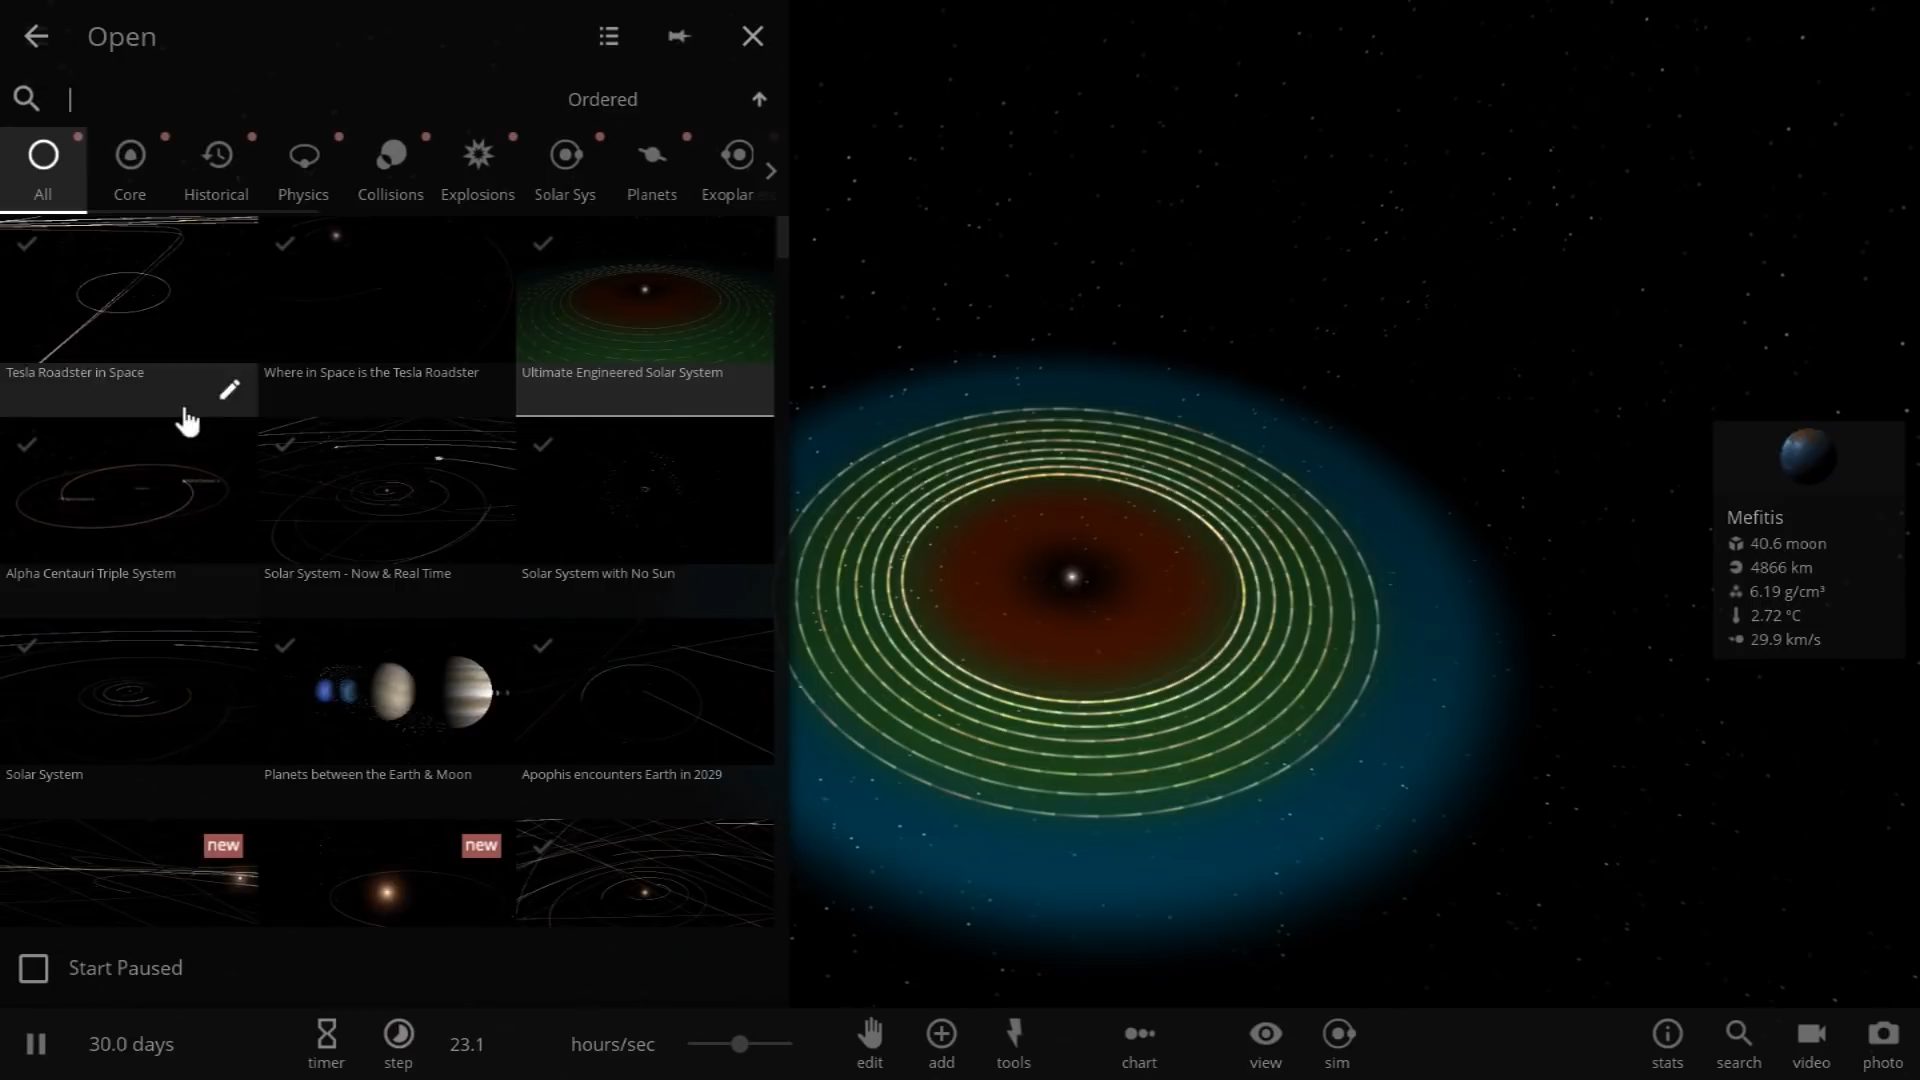 Open
Ordered
All Core Historical Physics Collisions Explosions Solar Sys Planets Exoplar
Tesla Roadster in Space
Where in Space is the Tesla Roadster
Ultimate Engineered Solar System
Alpha Centauri Triple System
Solar System - Now & Real Time
Solar System with No Sun
Solar System
Planets between the Earth & Moon
Apophis encounters Earth in 2029
new
new
Start Paused
Mefitis
40.6 moon
4866 km
6.19 g/cm³
2.72 °C
29.9 km/s
30.0 days
timer
step
23.1
hours/sec
edit
add
tools
chart
view
sim
stats
search
video
photo